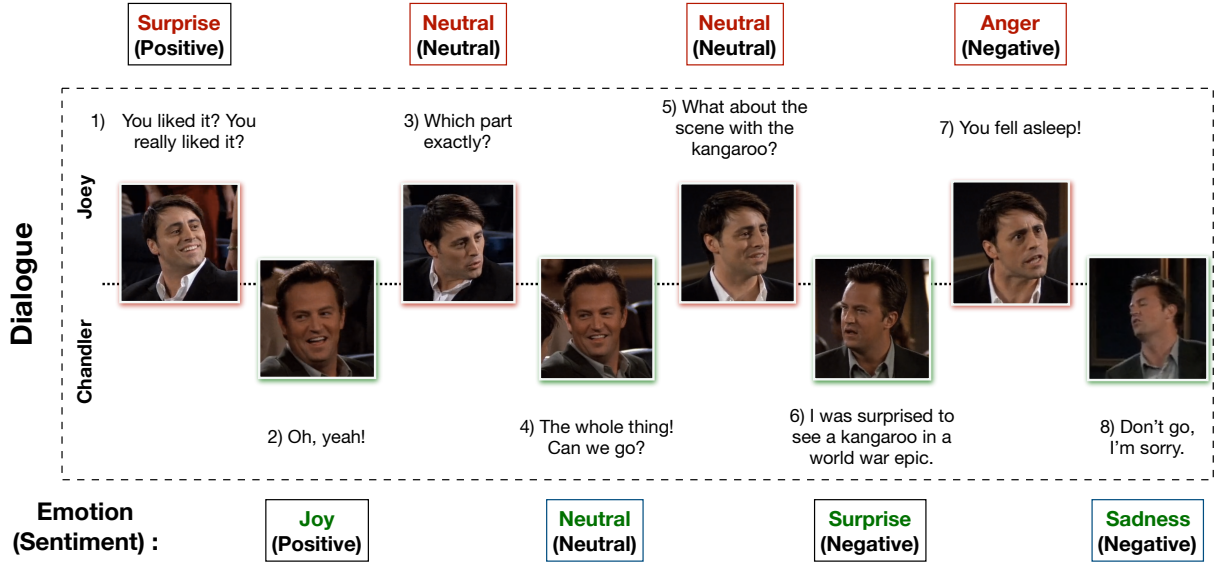 Surprise
(Positive)
Neutral
(Neutral)
Neutral
(Neutral)
Anger
(Negative)
1) You liked it? You
really liked it?
3) Which part
exactly?
5) What about the
scene with the
kangaroo?
7) You fell asleep!
Joey
Dialogue
Chandler
2) Oh, yeah!
4) The whole thing!
Can we go?
6) I was surprised to
see a kangaroo in a
world war epic.
8) Don't go,
I'm sorry.
Emotion
(Sentiment) :
Joy
(Positive)
Neutral
(Neutral)
Surprise
(Negative)
Sadness
(Negative)